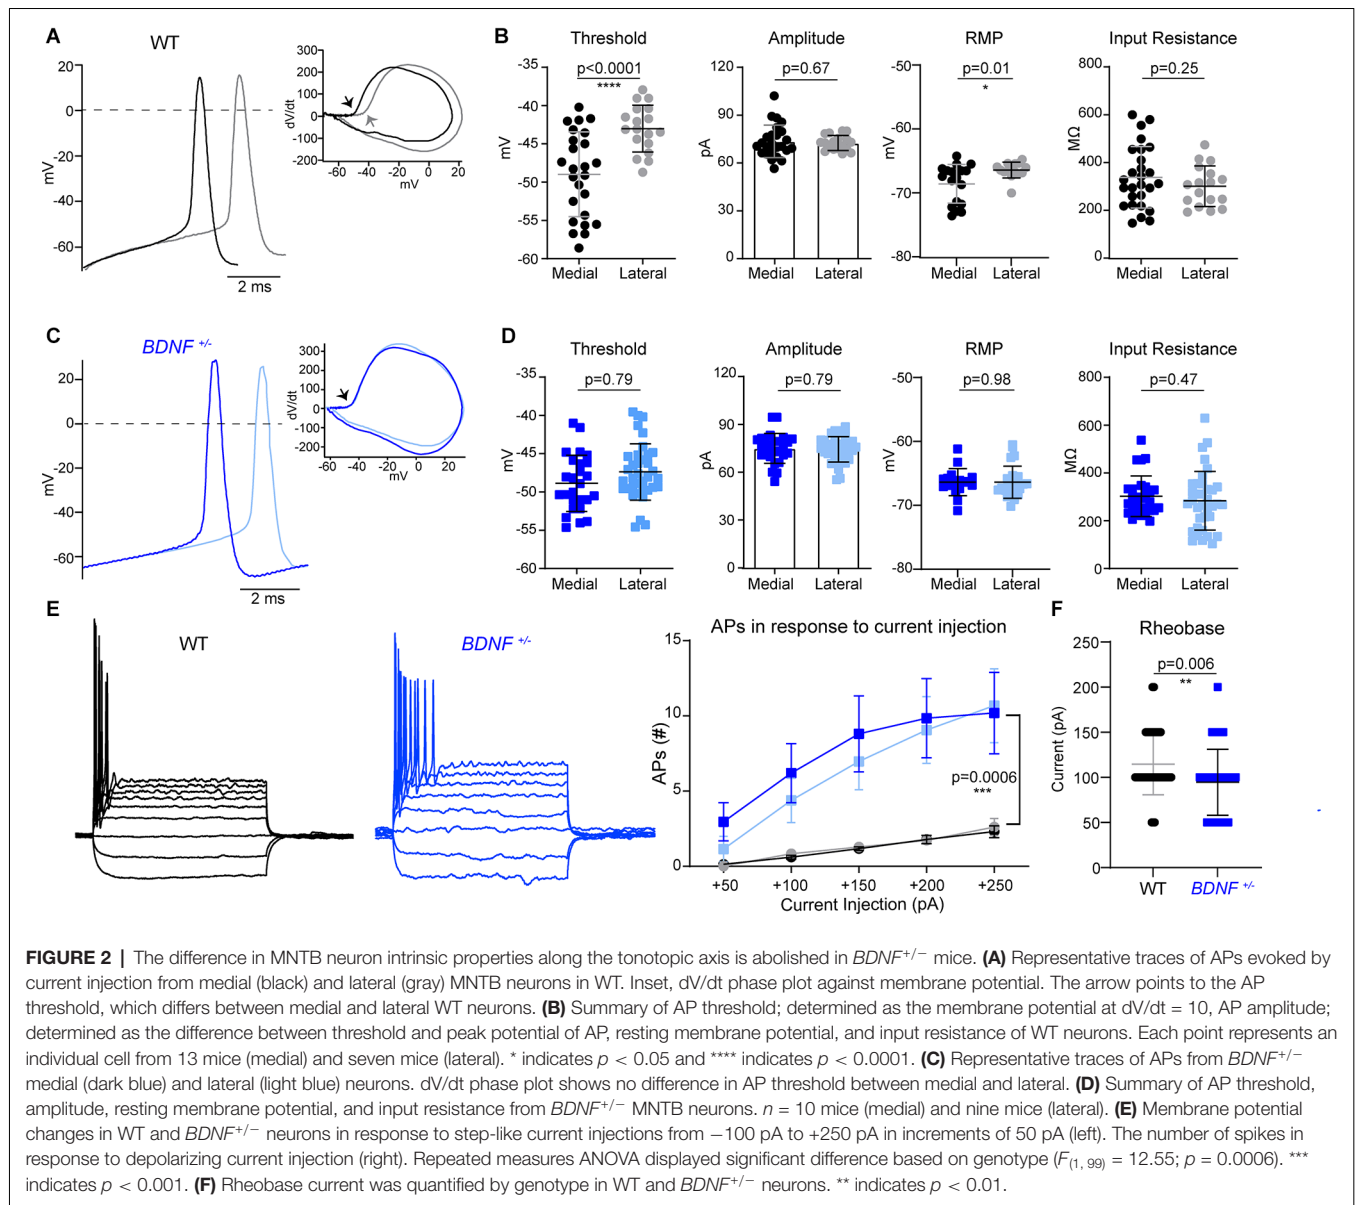 A
WT
20
0
-20
-40
-60
mV
2 ms
300
200
100
0
-100
-200
dV/dt
-60 -40 -20 0 20
mV
B
Threshold
p<0.0001
****
-35
-40
-45
-50
-55
-60
mV
Medial Lateral
Amplitude
p=0.67
120
90
60
30
0
pA
Medial Lateral
RMP
p=0.01
*
-50
-60
-70
-80
mV
Medial Lateral
Input Resistance
p=0.25
800
600
400
200
0
MΩ
Medial Lateral
C
BDNF +/-
20
0
-20
-40
-60
mV
2 ms
300
200
100
0
-100
-200
dV/dt
-60 -40 -20 0 20
mV
D
Threshold
p=0.79
-35
-40
-45
-50
-55
-60
mV
Medial Lateral
Amplitude
p=0.79
120
90
60
30
0
pA
Medial Lateral
RMP
p=0.98
-50
-60
-70
-80
mV
Medial Lateral
Input Resistance
p=0.47
800
600
400
200
0
MΩ
Medial Lateral
E
WT
BDNF +/-
APs in response to current injection
15
10
5
0
APs (#)
p=0.0006
***
+50 +100 +150 +200 +250
Current Injection (pA)
F
Rheobase
p=0.006
**
250
200
150
100
50
0
Current (pA)
WT BDNF +/-
FIGURE 2 | The difference in MNTB neuron intrinsic properties along the tonotopic axis is abolished in BDNF+/− mice. (A) Representative traces of APs evoked by
current injection from medial (black) and lateral (gray) MNTB neurons in WT. Inset, dV/dt phase plot against membrane potential. The arrow points to the AP
threshold, which differs between medial and lateral WT neurons. (B) Summary of AP threshold; determined as the membrane potential at dV/dt = 10, AP amplitude;
determined as the difference between threshold and peak potential of AP, resting membrane potential, and input resistance of WT neurons. Each point represents an
individual cell from 13 mice (medial) and seven mice (lateral). * indicates p < 0.05 and **** indicates p < 0.0001. (C) Representative traces of APs from BDNF+/−
medial (dark blue) and lateral (light blue) neurons. dV/dt phase plot shows no difference in AP threshold between medial and lateral. (D) Summary of AP threshold,
amplitude, resting membrane potential, and input resistance from BDNF+/− MNTB neurons. n = 10 mice (medial) and nine mice (lateral). (E) Membrane potential
changes in WT and BDNF+/− neurons in response to step-like current injections from −100 pA to +250 pA in increments of 50 pA (left). The number of spikes in
response to depolarizing current injection (right). Repeated measures ANOVA displayed significant difference based on genotype (F(1, 99) = 12.55; p = 0.0006). ***
indicates p < 0.001. (F) Rheobase current was quantified by genotype in WT and BDNF+/− neurons. ** indicates p < 0.01.